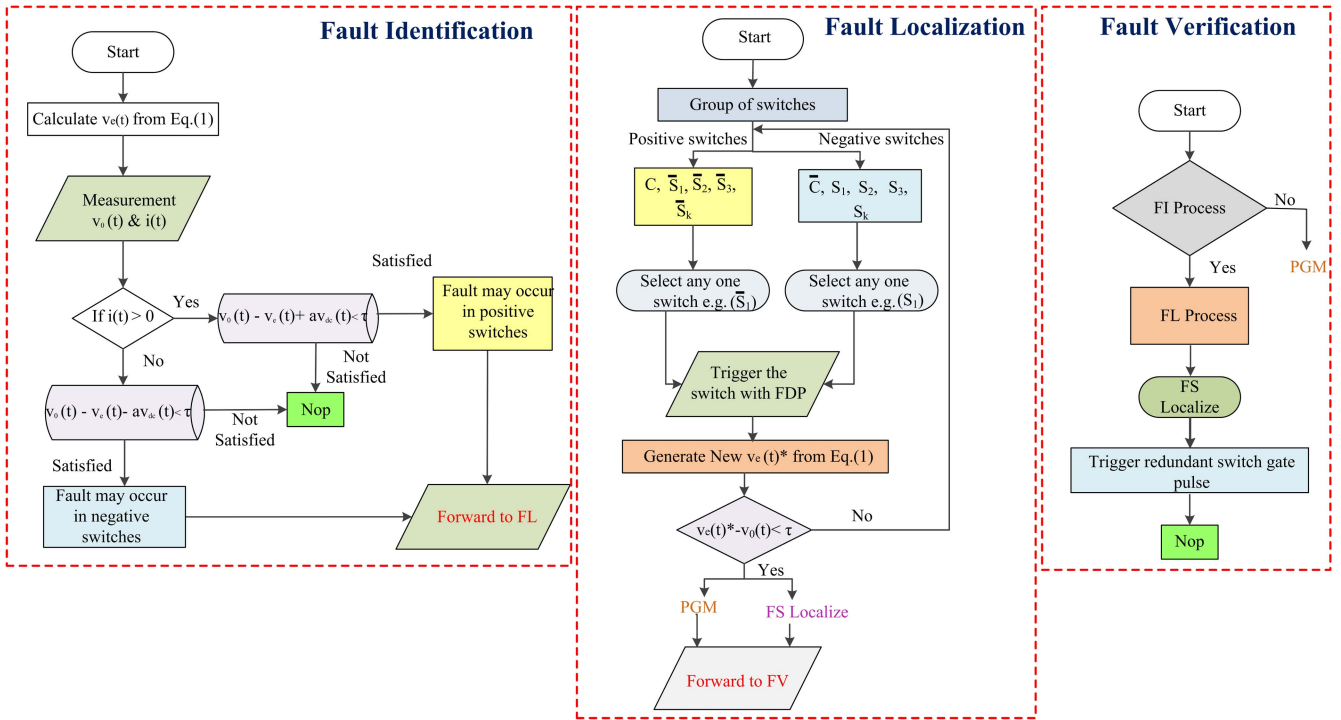 Fault Identification
Start
Calculate vₑ(t) from Eq.(1)
Measurement
v₀ (t) & i(t)
If i(t) > 0
Yes
v₀ (t) - vₑ (t)+ av_dc (t)< τ
Satisfied
Fault may occur
in positive
switches
Not
Satisfied
No
v₀ (t) - vₑ (t)- av_dc (t)< τ
Not
Satisfied
Nop
Satisfied
Fault may occur
in negative
switches
Forward to FL
Fault Localization
Start
Group of switches
Positive switches
Negative switches
C, S̅₁, S̅₂, S̅₃,
S̅ₖ
C̅, S₁, S₂, S₃,
Sₖ
Select any one
switch e.g. (S̅₁)
Select any one
switch e.g. (S₁)
Trigger the
switch with FDP
Generate New vₑ (t)* from Eq.(1)
vₑ(t)*-v₀(t)< τ
No
Yes
PGM
FS Localize
Forward to FV
Fault Verification
Start
FI Process
No
PGM
Yes
FL Process
FS
Localize
Trigger redundant switch gate
pulse
Nop